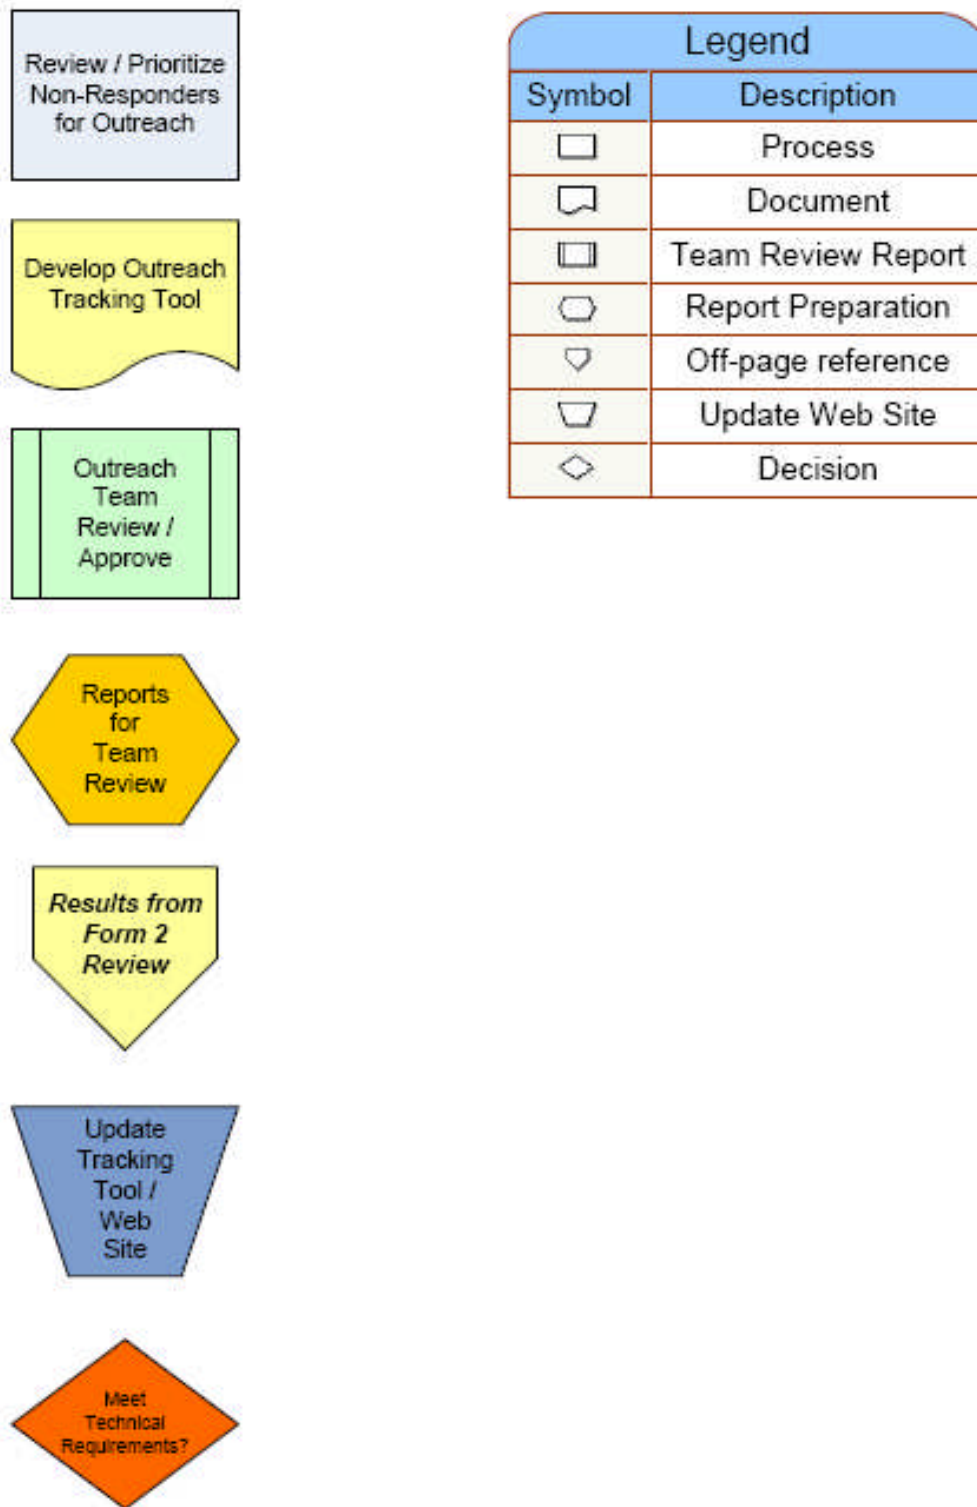 Review / Prioritize
Non-Responders
for Outreach
Develop Outreach
Tracking Tool
Outreach
Team
Review /
Approve
Reports
for
Team
Review
Results from
Form 2
Review
Update
Tracking
Tool /
Web
Site
Meet
Technical
Requirements?
Legend
Symbol Description
Process
Document
Team Review Report
Report Preparation
Off-page reference
Update Web Site
Decision